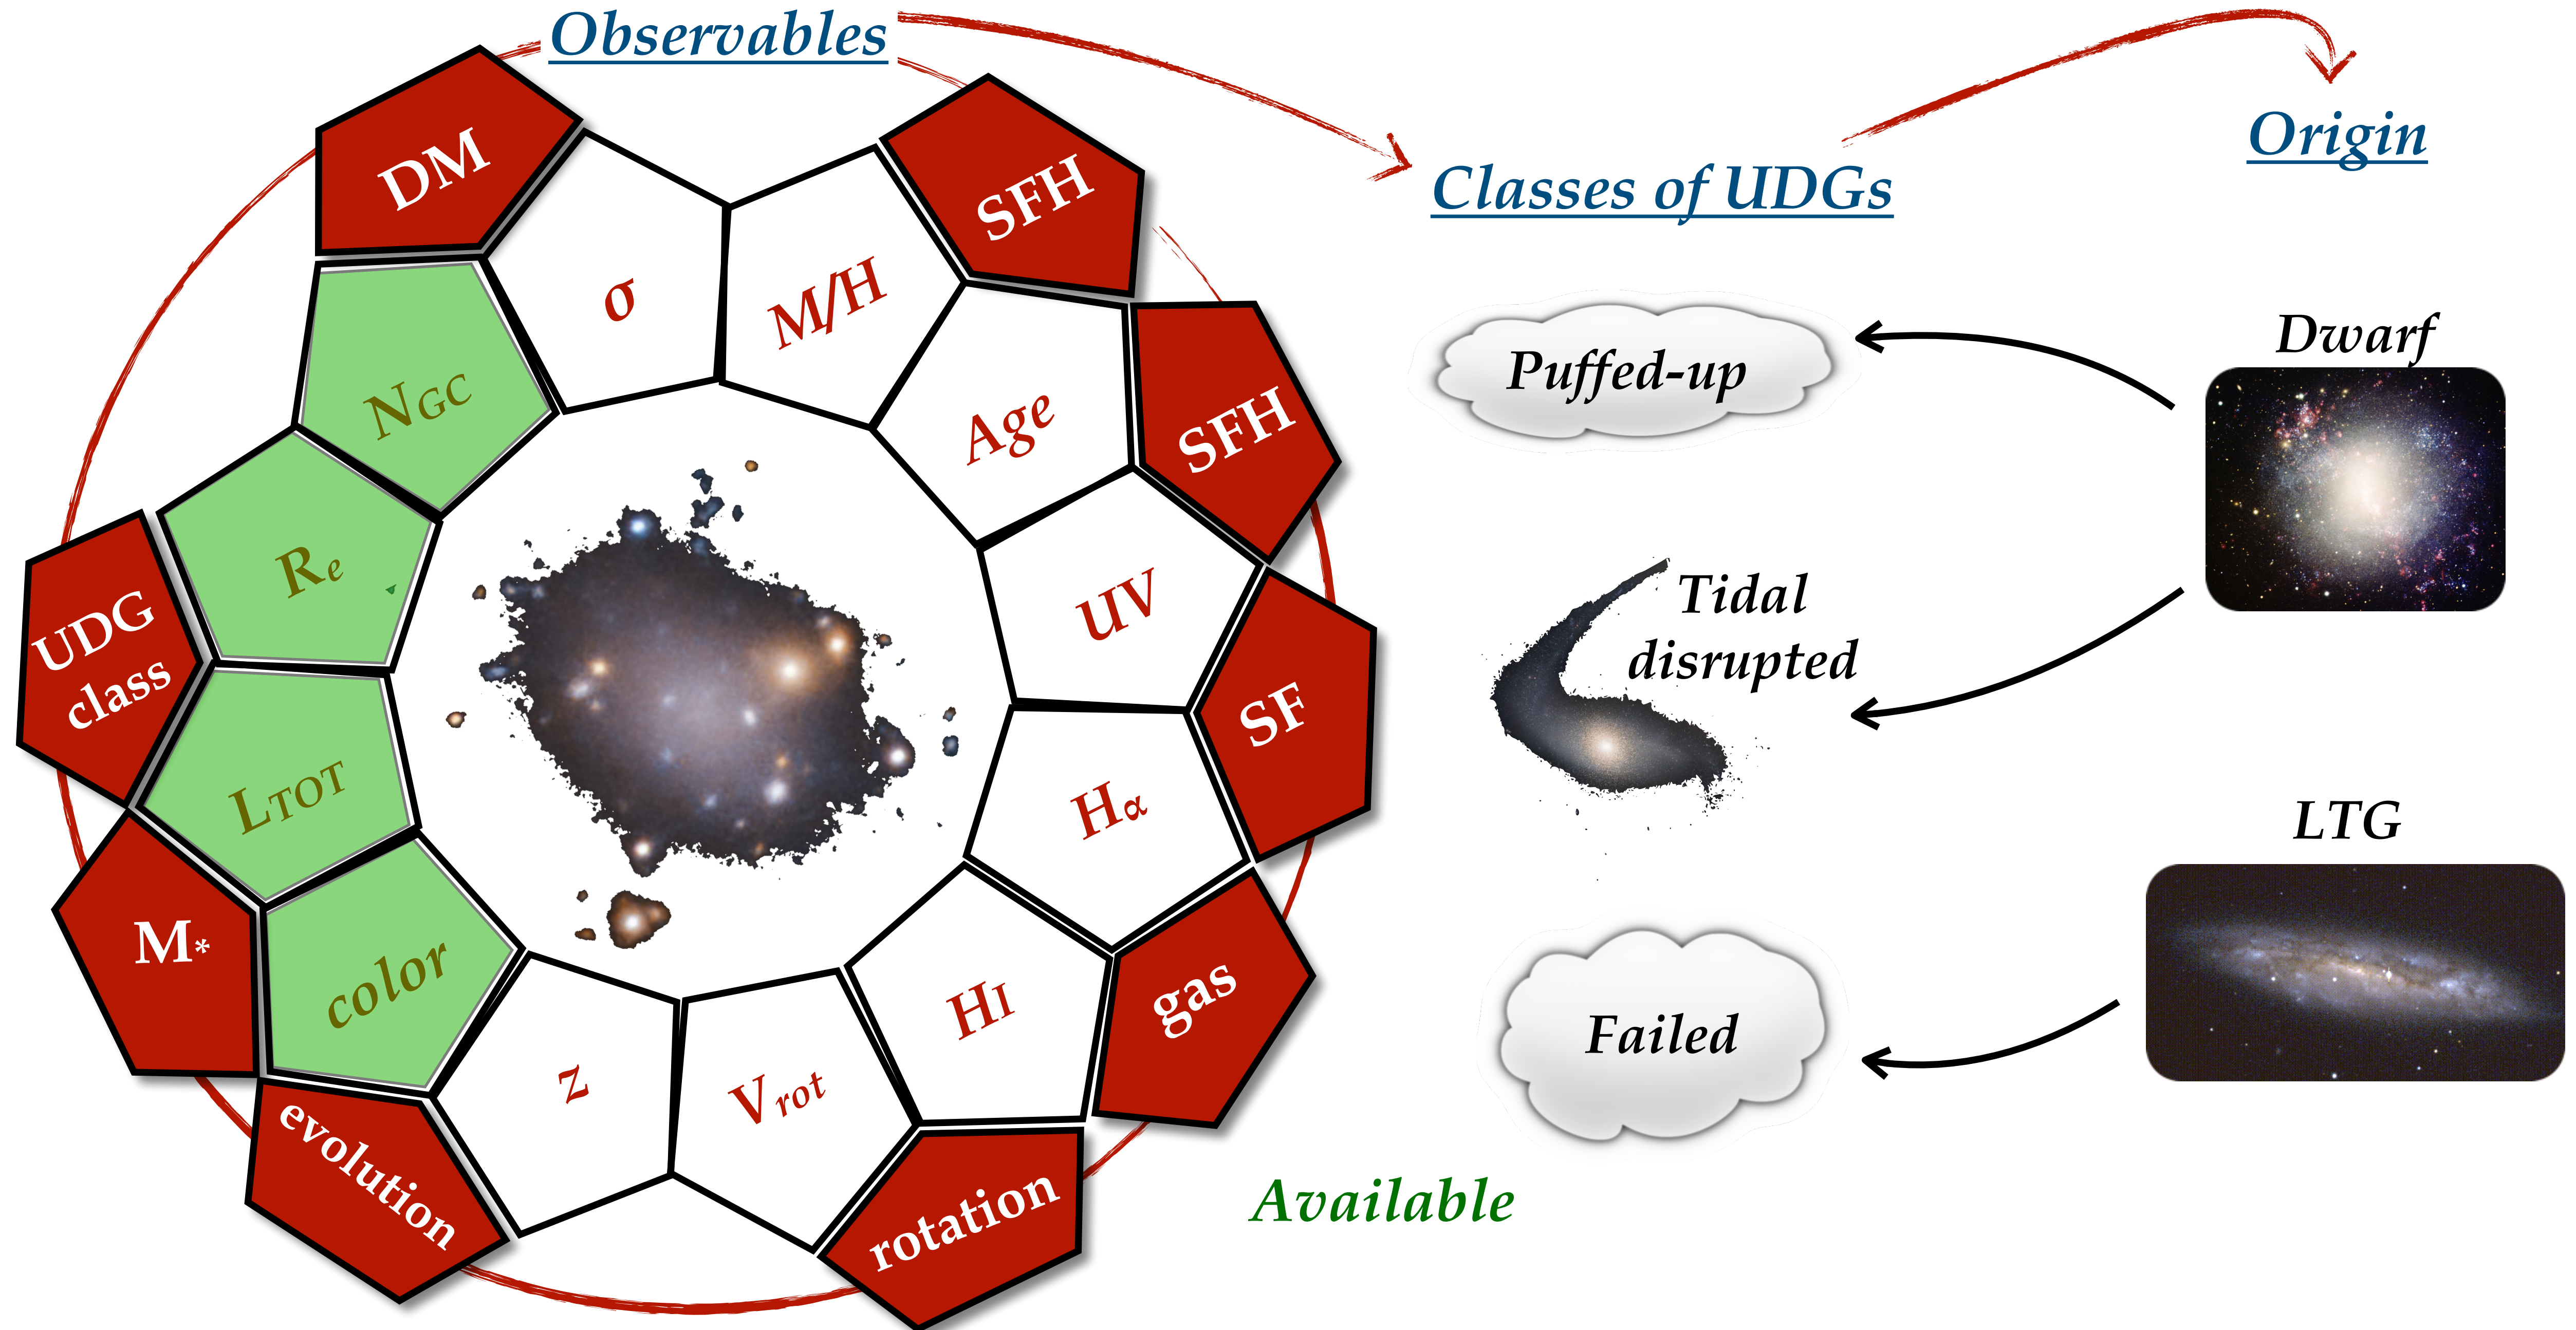 Observables
Classes of UDGs
Origin
DM
SFH
SFH
SF
gas
rotation
evolution
M*
UDG
class
σ
M/H
Age
UV
Hα
HI
Vrot
z
color
LTOT
Re
NGC
Puffed-up
Tidal
disrupted
Failed
Dwarf
LTG
Available